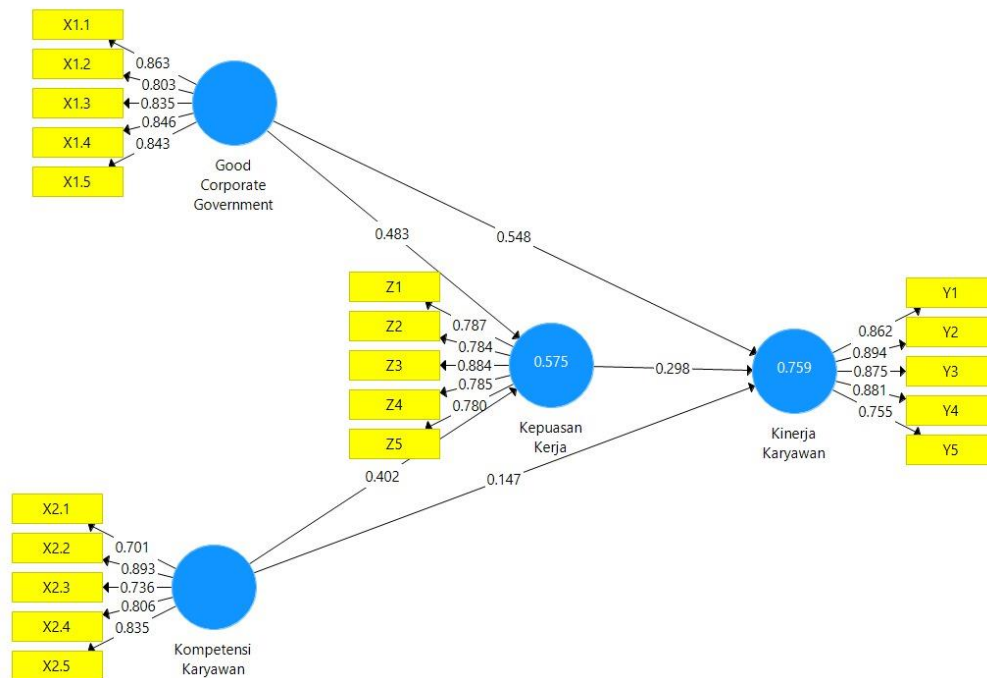 X1.1
X1.2
X1.3
X1.4
X1.5
0.863
0.803
0.835
0.846
0.843
Good
Corporate
Government
0.483
0.548
Z1
Z2
Z3
Z4
Z5
0.787
0.784
0.884
0.785
0.780
0.575
Kepuasan
Kerja
0.298
0.759
Kinerja
Karyawan
0.862
0.894
0.875
0.881
0.755
Y1
Y2
Y3
Y4
Y5
0.402
0.147
X2.1
X2.2
X2.3
X2.4
X2.5
0.701
0.893
0.736
0.806
0.835
Kompetensi
Karyawan